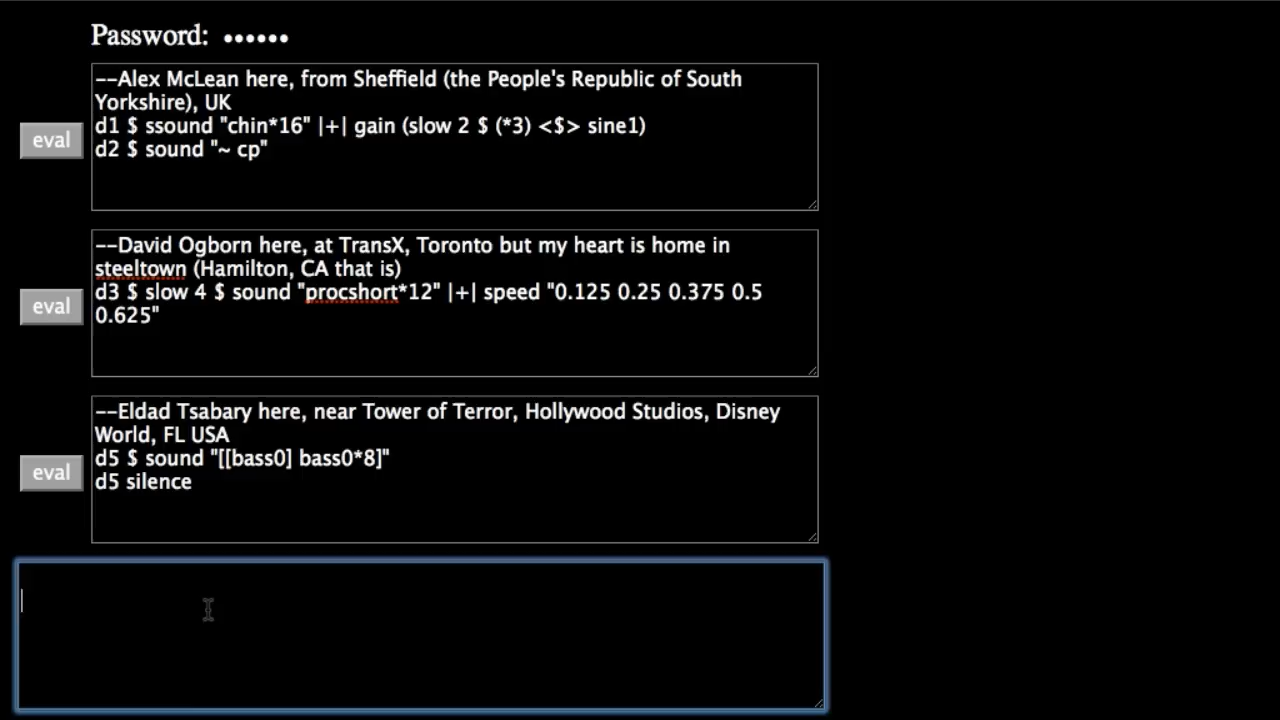 Password: ••••••
--Alex McLean here, from Sheffield (the People's Republic of South
Yorkshire), UK
d1 $ ssound "chin*16" |+| gain (slow 2 $ (*3) <$> sine1)
d2 $ sound "~ cp"
eval
--David Ogborn here, at TransX, Toronto but my heart is home in
steeltown (Hamilton, CA that is)
d3 $ slow 4 $ sound "procshort*12" |+| speed "0.125 0.25 0.375 0.5
0.625"
eval
--Eldad Tsabary here, near Tower of Terror, Hollywood Studios, Disney
World, FL USA
d5 $ sound "[[bass0] bass0*8]"
d5 silence
eval